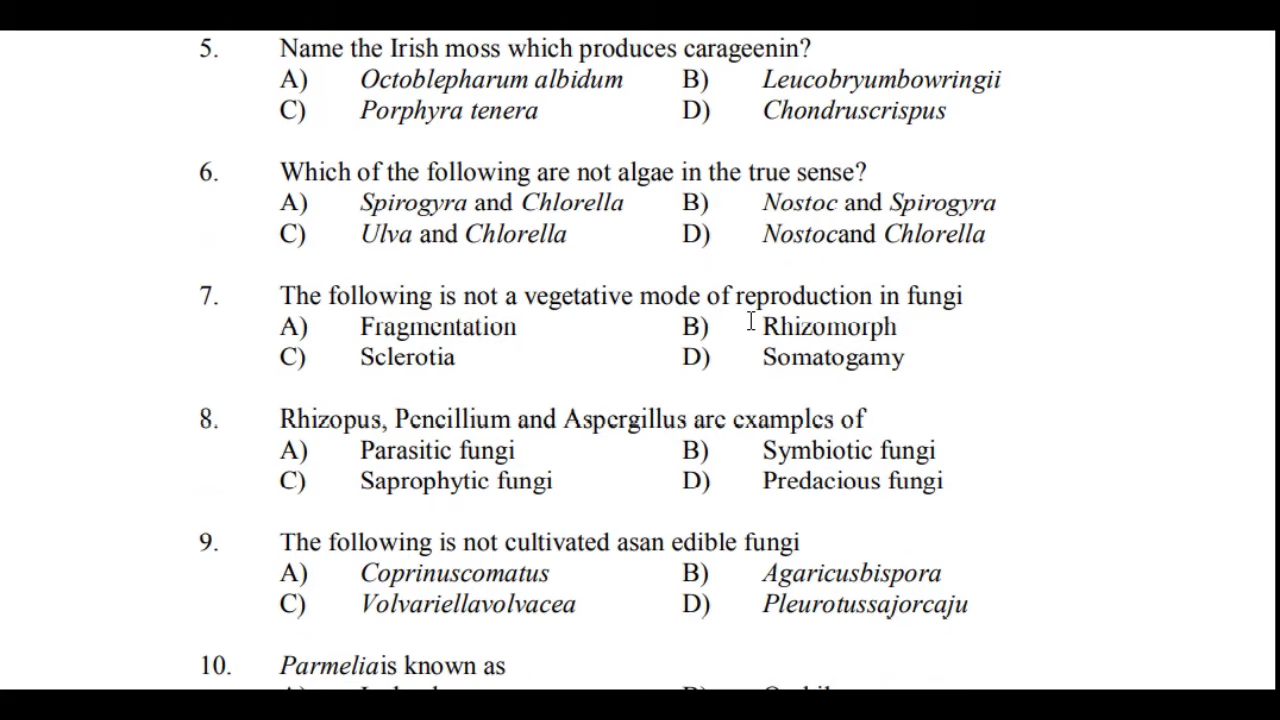 5. Name the Irish moss which produces carageenin?
A) Octoblepharum albidum B) Leucobryumbowringii
C) Porphyra tenera D) Chondruscrispus
6. Which of the following are not algae in the true sense?
A) Spirogyra and Chlorella B) Nostoc and Spirogyra
C) Ulva and Chlorella D) Nostocand Chlorella
7. The following is not a vegetative mode of reproduction in fungi
A) Fragmentation B) Rhizomorph
C) Sclerotia D) Somatogamy
8. Rhizopus, Pencillium and Aspergillus are examples of
A) Parasitic fungi B) Symbiotic fungi
C) Saprophytic fungi D) Predacious fungi
9. The following is not cultivated asan edible fungi
A) Coprinuscomatus B) Agaricusbispora
C) Volvariellavolvacea D) Pleurotussajorcaju
10. Parmeliais known as